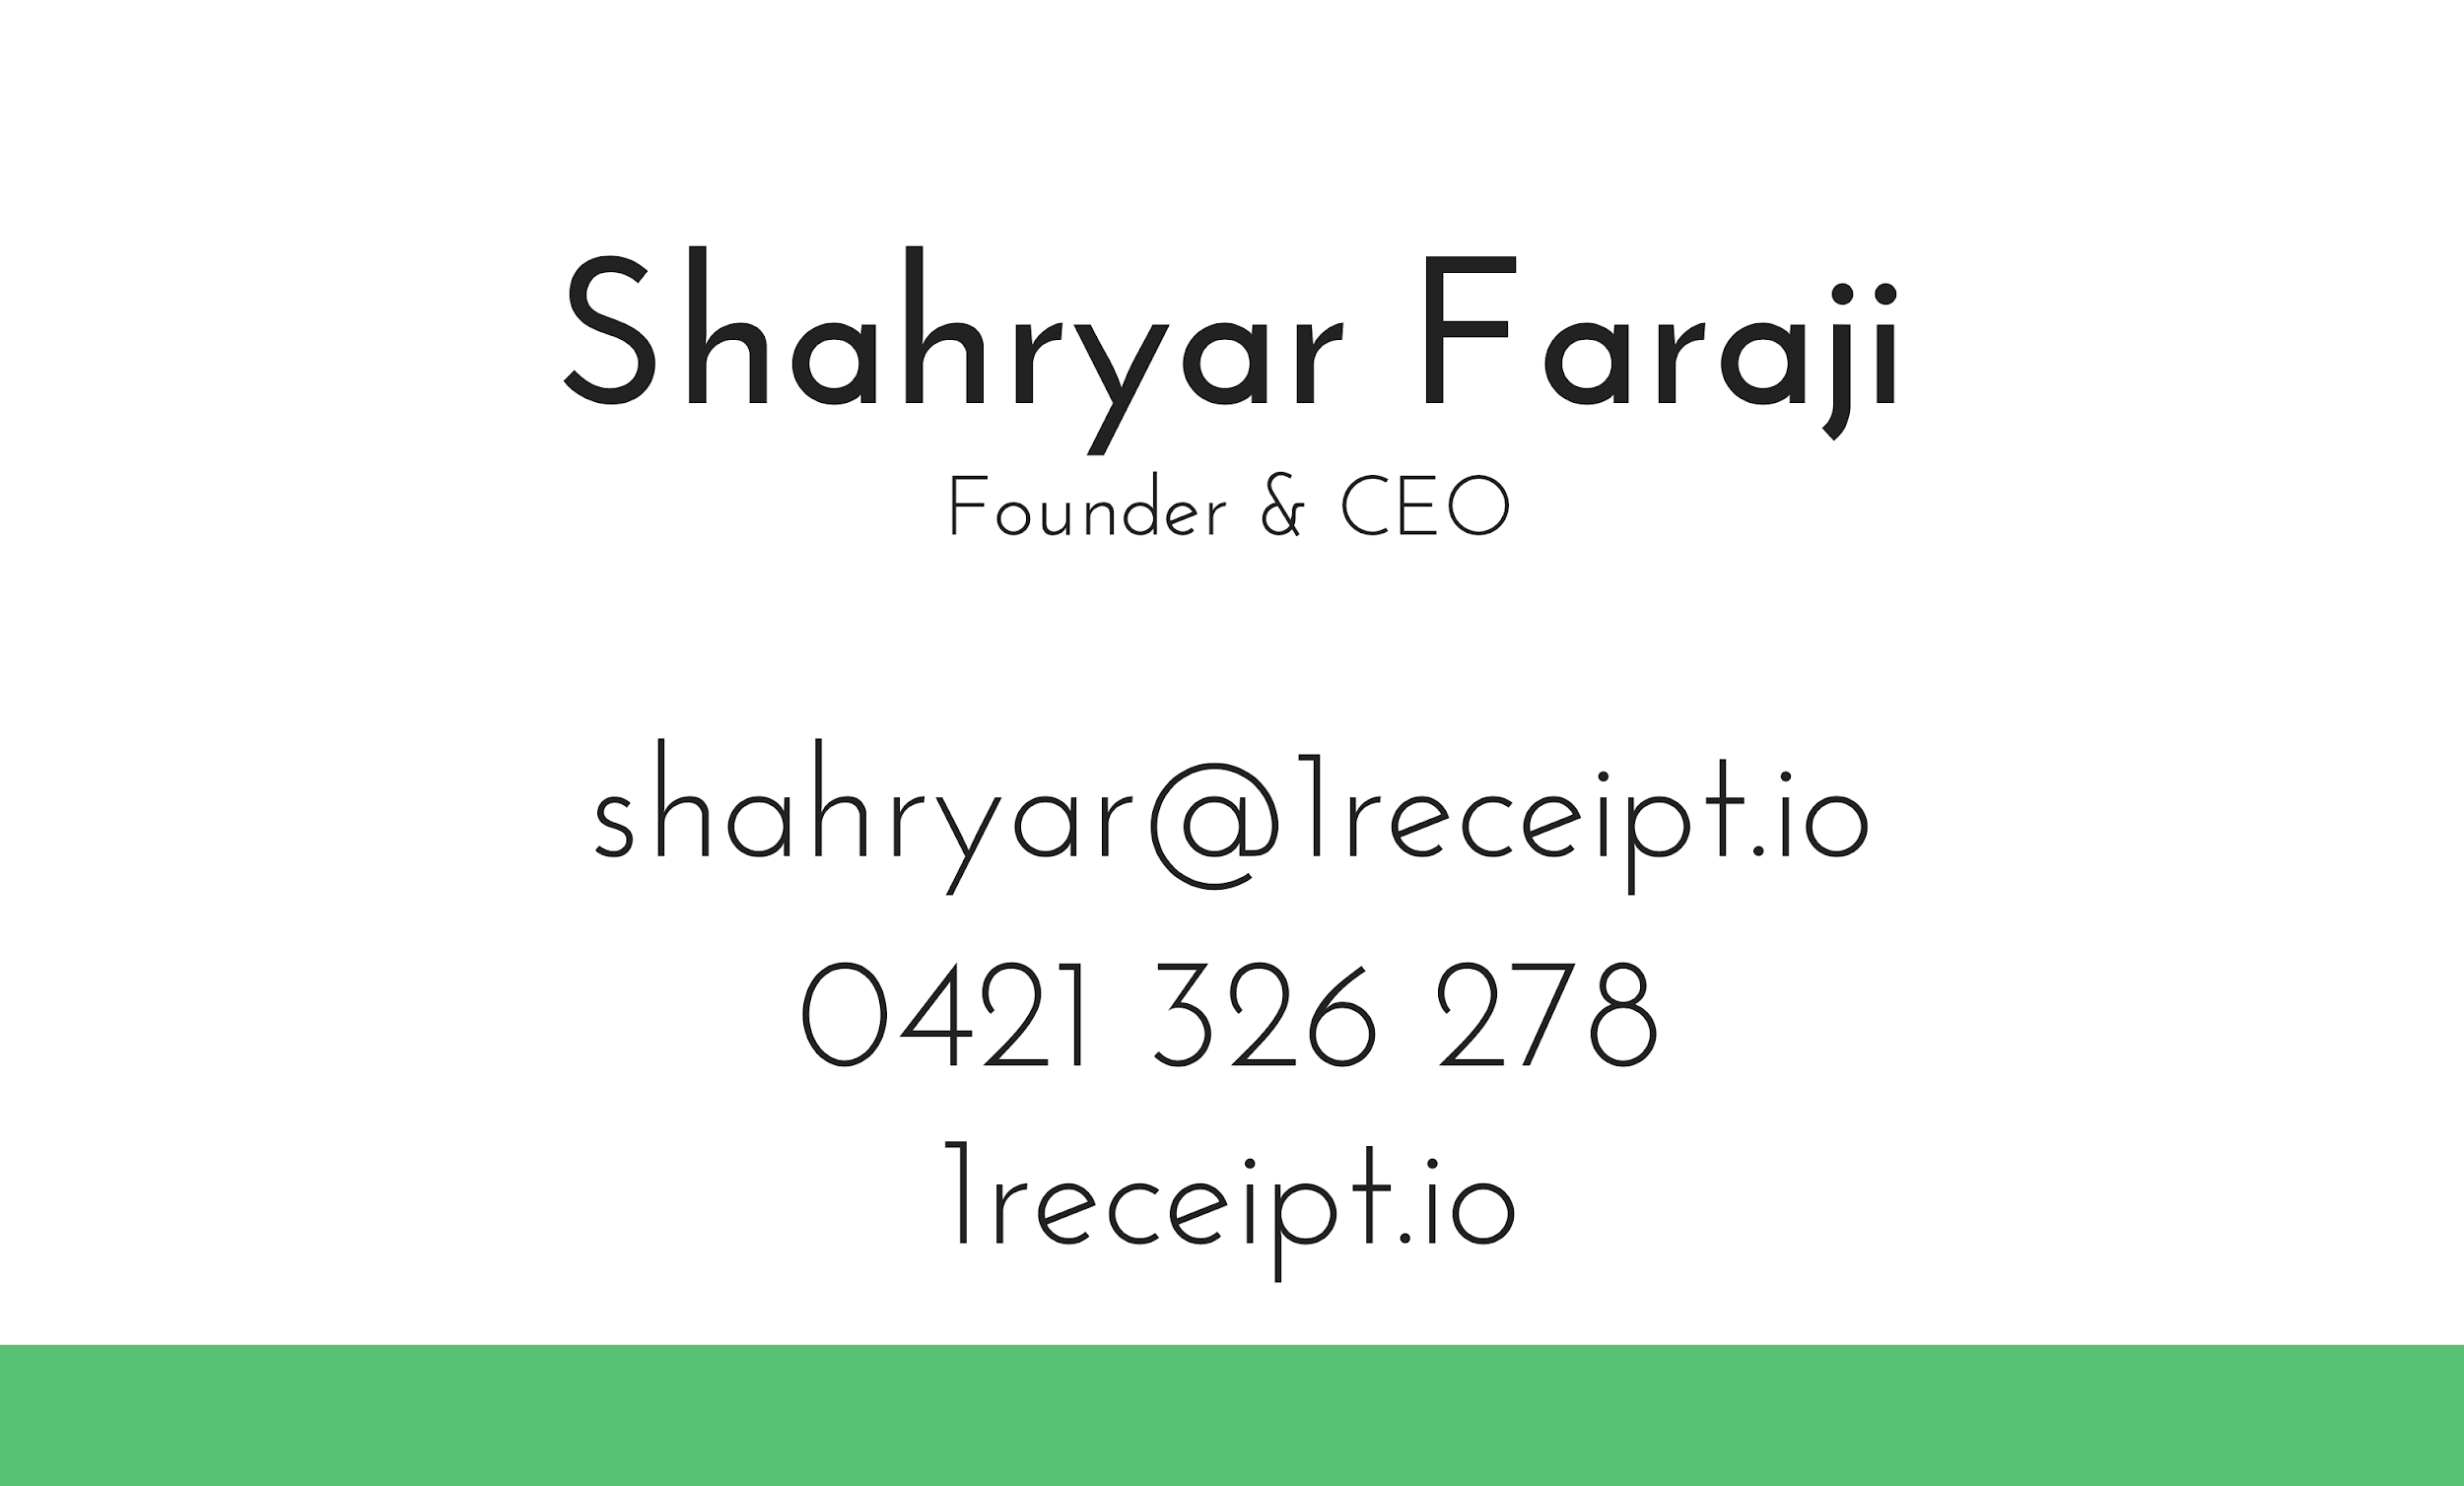 Shahryar Faraji
Founder & CEO
shahryar@1receipt.io
0421 326 278
1receipt.io